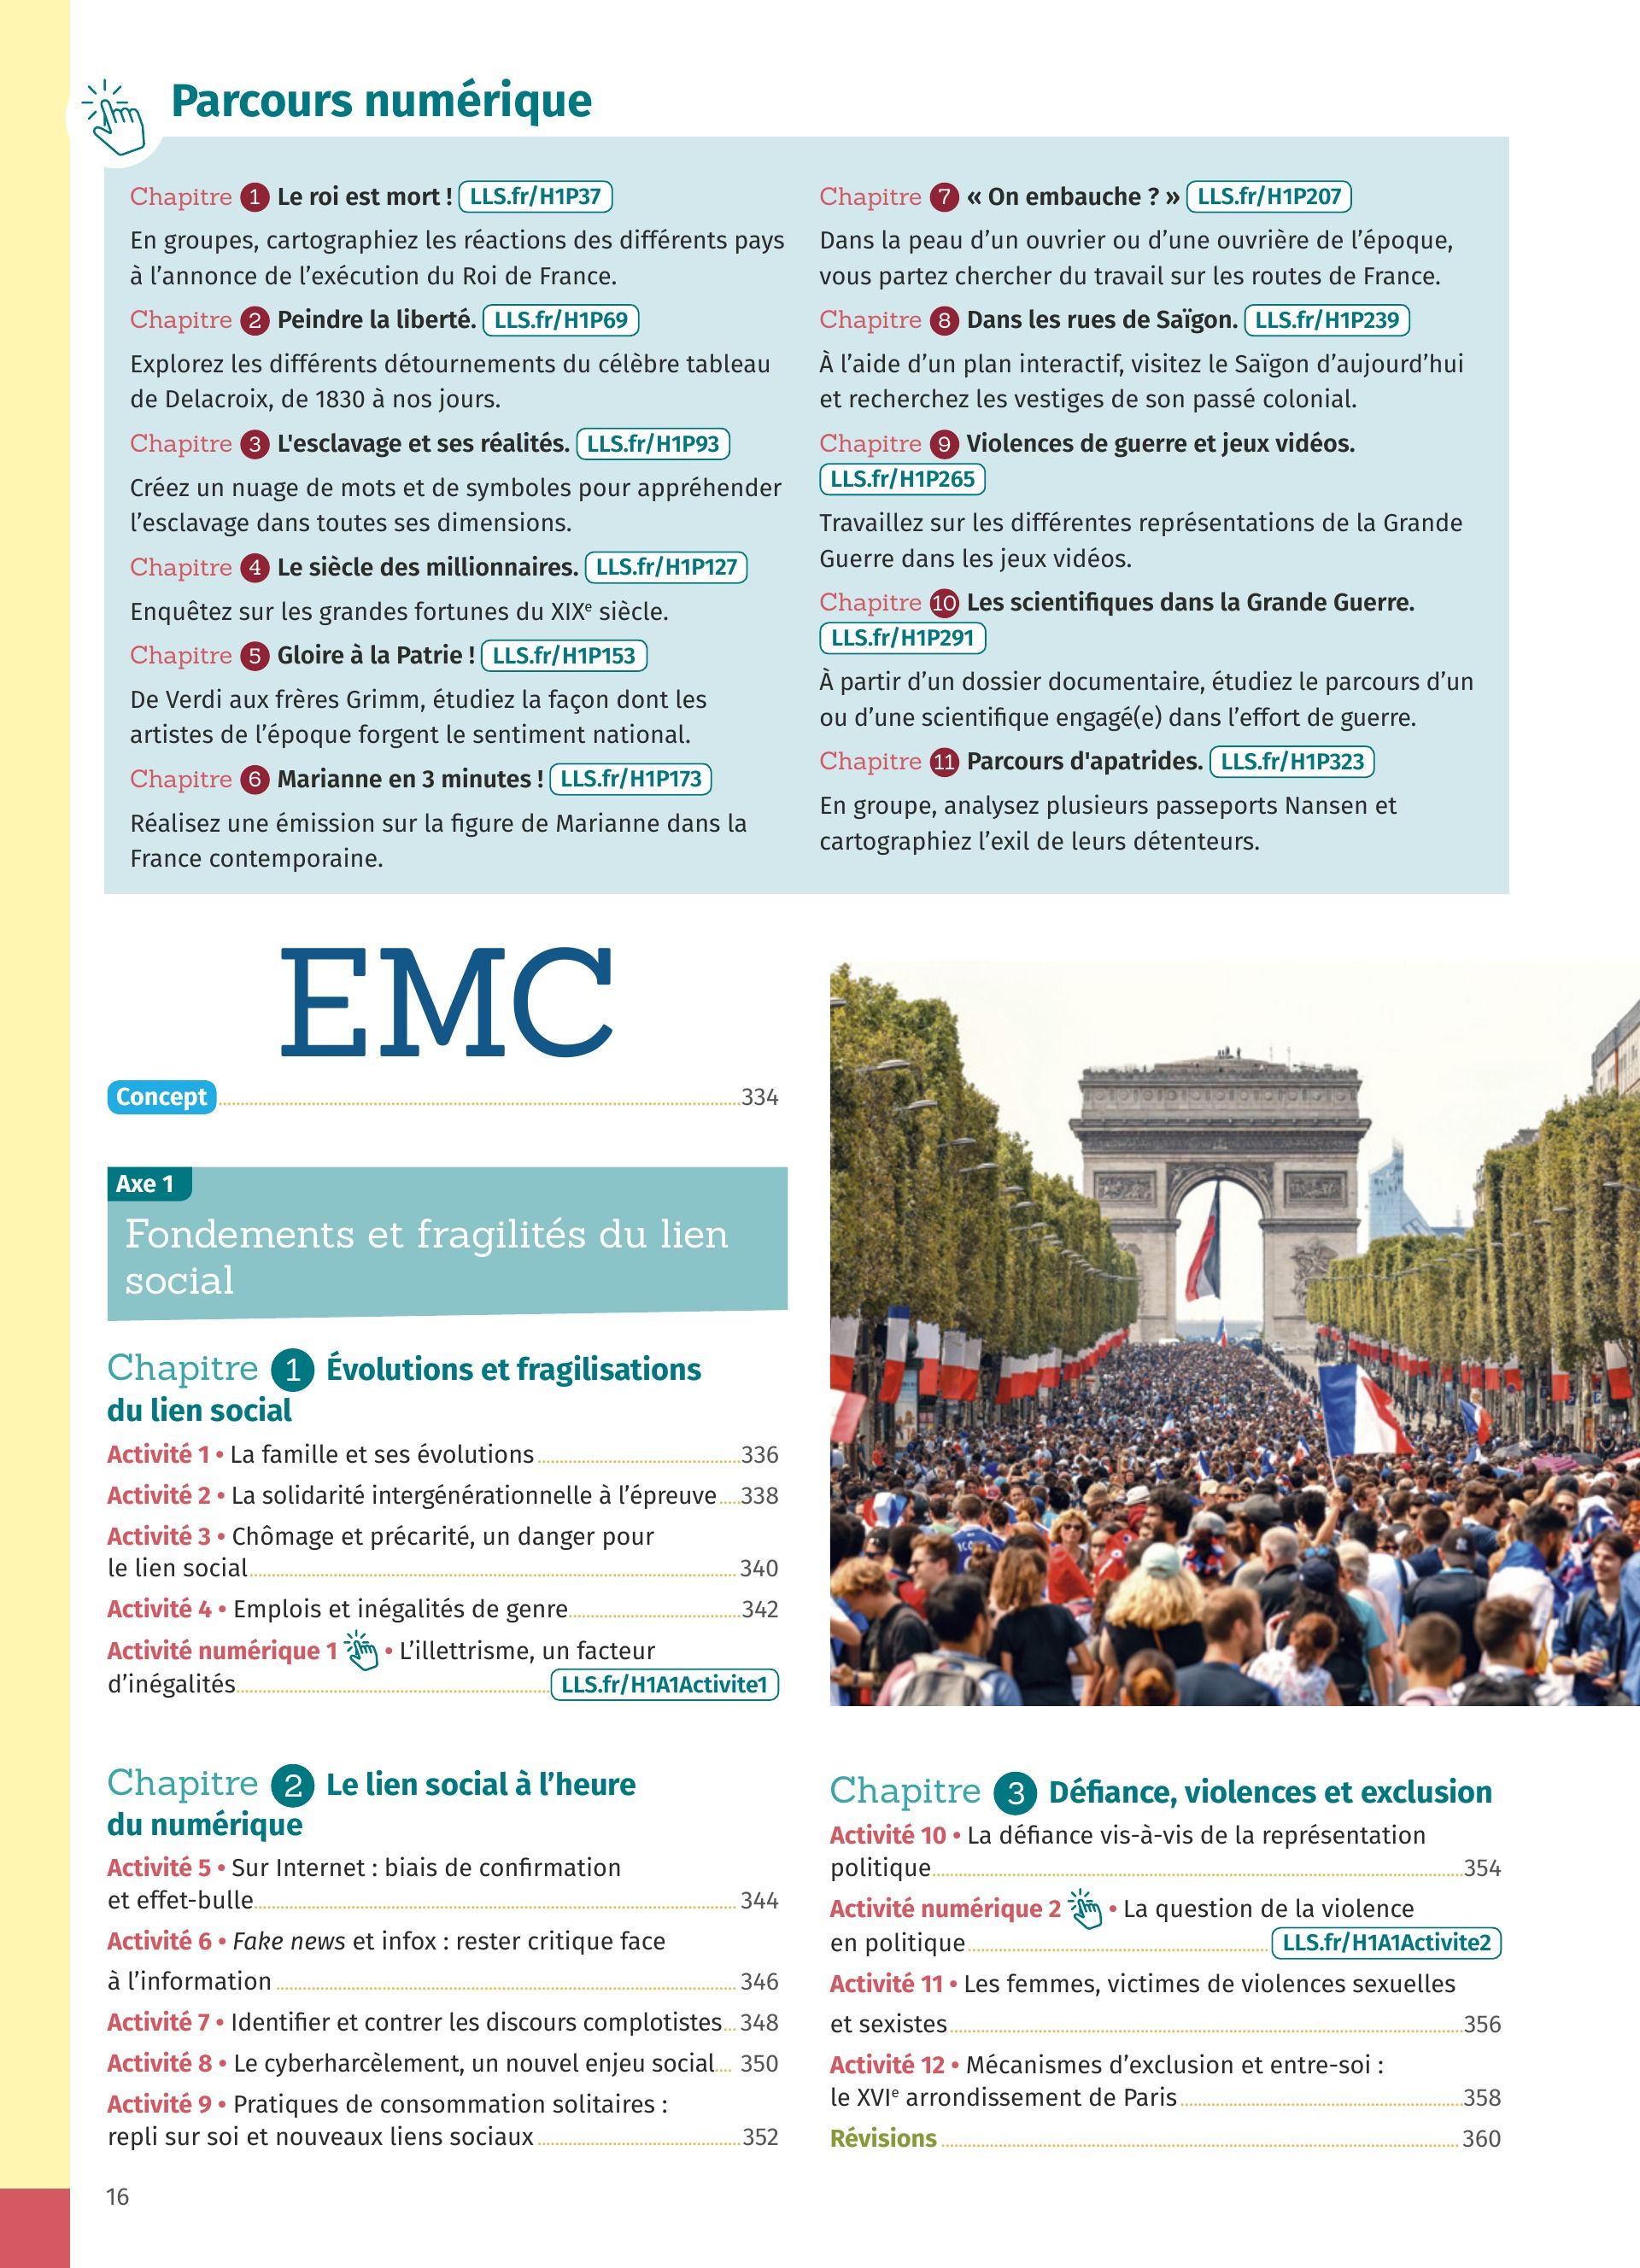 Parcours numérique
Chapitre 1 Le roi est mort ! LLS.fr/H1P37
En groupes, cartographiez les réactions des différents pays
à l’annonce de l’exécution du Roi de France.
Chapitre 2 Peindre la liberté. LLS.fr/H1P69
Explorez les différents détournements du célèbre tableau
de Delacroix, de 1830 à nos jours.
Chapitre 3 L'esclavage et ses réalités. LLS.fr/H1P93
Créez un nuage de mots et de symboles pour appréhender
l’esclavage dans toutes ses dimensions.
Chapitre 4 Le siècle des millionnaires. LLS.fr/H1P127
Enquêtez sur les grandes fortunes du XIXe siècle.
Chapitre 5 Gloire à la Patrie ! LLS.fr/H1P153
De Verdi aux frères Grimm, étudiez la façon dont les
artistes de l’époque forgent le sentiment national.
Chapitre 6 Marianne en 3 minutes ! LLS.fr/H1P173
Réalisez une émission sur la figure de Marianne dans la
France contemporaine.
Chapitre 7 « On embauche ? » LLS.fr/H1P207
Dans la peau d’un ouvrier ou d’une ouvrière de l’époque,
vous partez chercher du travail sur les routes de France.
Chapitre 8 Dans les rues de Saïgon. LLS.fr/H1P239
À l’aide d’un plan interactif, visitez le Saïgon d’aujourd’hui
et recherchez les vestiges de son passé colonial.
Chapitre 9 Violences de guerre et jeux vidéos.
LLS.fr/H1P265
Travaillez sur les différentes représentations de la Grande
Guerre dans les jeux vidéos.
Chapitre 10 Les scientifiques dans la Grande Guerre.
LLS.fr/H1P291
À partir d’un dossier documentaire, étudiez le parcours d’un
ou d’une scientifique engagé(e) dans l’effort de guerre.
Chapitre 11 Parcours d'apatrides. LLS.fr/H1P323
En groupe, analysez plusieurs passeports Nansen et
cartographiez l’exil de leurs détenteurs.
EMC
Concept 334
Axe 1
Fondements et fragilités du lien
social
Chapitre 1 Évolutions et fragilisations
du lien social
Activité 1 • La famille et ses évolutions 336
Activité 2 • La solidarité intergénérationnelle à l’épreuve 338
Activité 3 • Chômage et précarité, un danger pour
le lien social 340
Activité 4 • Emplois et inégalités de genre 342
Activité numérique 1 • L’illettrisme, un facteur
d’inégalités LLS.fr/H1A1Activite1
Chapitre 2 Le lien social à l’heure
du numérique
Activité 5 • Sur Internet : biais de confirmation
et effet-bulle 344
Activité 6 • Fake news et infox : rester critique face
à l’information 346
Activité 7 • Identifier et contrer les discours complotistes 348
Activité 8 • Le cyberharcèlement, un nouvel enjeu social 350
Activité 9 • Pratiques de consommation solitaires :
repli sur soi et nouveaux liens sociaux 352
Chapitre 3 Défiance, violences et exclusion
Activité 10 • La défiance vis-à-vis de la représentation
politique 354
Activité numérique 2 • La question de la violence
en politique LLS.fr/H1A1Activite2
Activité 11 • Les femmes, victimes de violences sexuelles
et sexistes 356
Activité 12 • Mécanismes d’exclusion et entre-soi :
le XVIe arrondissement de Paris 358
Révisions 360
16